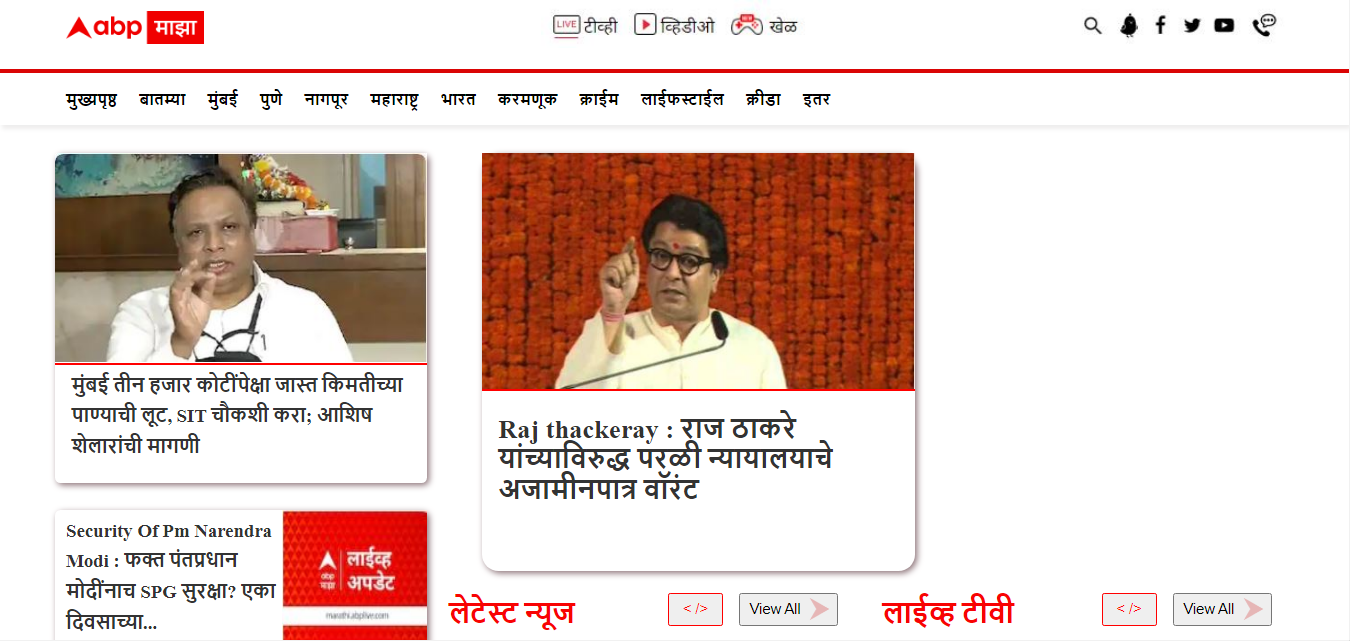 abp माझा
LIVE टीव्ही व्हिडीओ NEW खेळ
मुख्यपृष्ठ बातम्या मुंबई पुणे नागपूर महाराष्ट्र भारत करमणूक क्राईम लाईफस्टाईल क्रीडा इतर
मुंबई तीन हजार कोटींपेक्षा जास्त किमतीच्या
पाण्याची लूट, SIT चौकशी करा; आशिष
शेलारांची मागणी
Raj thackeray : राज ठाकरे
यांच्याविरुद्ध परळी न्यायालयाचे
अजामीनपात्र वॉरंट
Security Of Pm Narendra
Modi : फक्त पंतप्रधान
मोदींनाच SPG सुरक्षा? एका
दिवसाच्या...
abp माझा
लाईव्ह
अपडेट
marathi.abplive.com
लेटेस्ट न्यूज </> View All
लाईव्ह टीवी </> View All